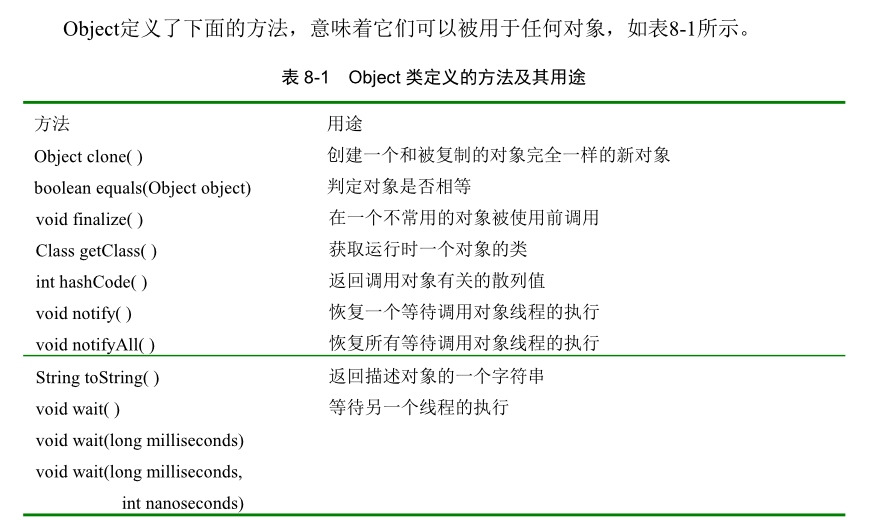 Object定义了下面的方法，意味着它们可以被用于任何对象，如表8-1所示。
表 8-1 Object 类定义的方法及其用途
方法 用途
Object clone( ) 创建一个和被复制的对象完全一样的新对象
boolean equals(Object object) 判定对象是否相等
void finalize( ) 在一个不常用的对象被使用前调用
Class getClass( ) 获取运行时一个对象的类
int hashCode( ) 返回调用对象有关的散列值
void notify( ) 恢复一个等待调用对象线程的执行
void notifyAll( ) 恢复所有等待调用对象线程的执行
String toString( ) 返回描述对象的一个字符串
void wait( ) 等待另一个线程的执行
void wait(long milliseconds)
void wait(long milliseconds,
int nanoseconds)